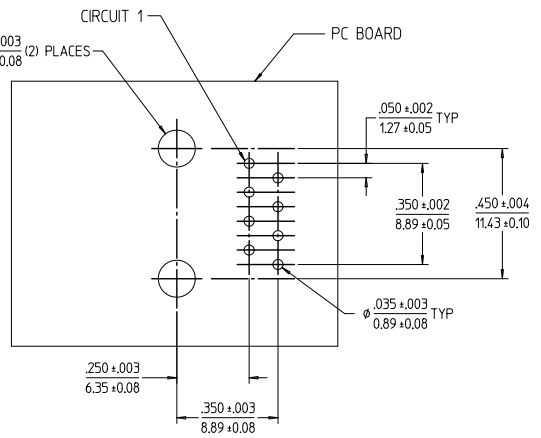 CIRCUIT 1
.003 (2) PLACES
0.08
PC BOARD
.050 ±.002 TYP
1.27 ±0.05
.350 ±.002
8.89 ±0.05
.450 ±.004
11.43 ±0.10
ø .035 ±.003 TYP
0.89 ±0.08
.250 ±.003
6.35 ±0.08
.350 ±.003
8.89 ±0.08